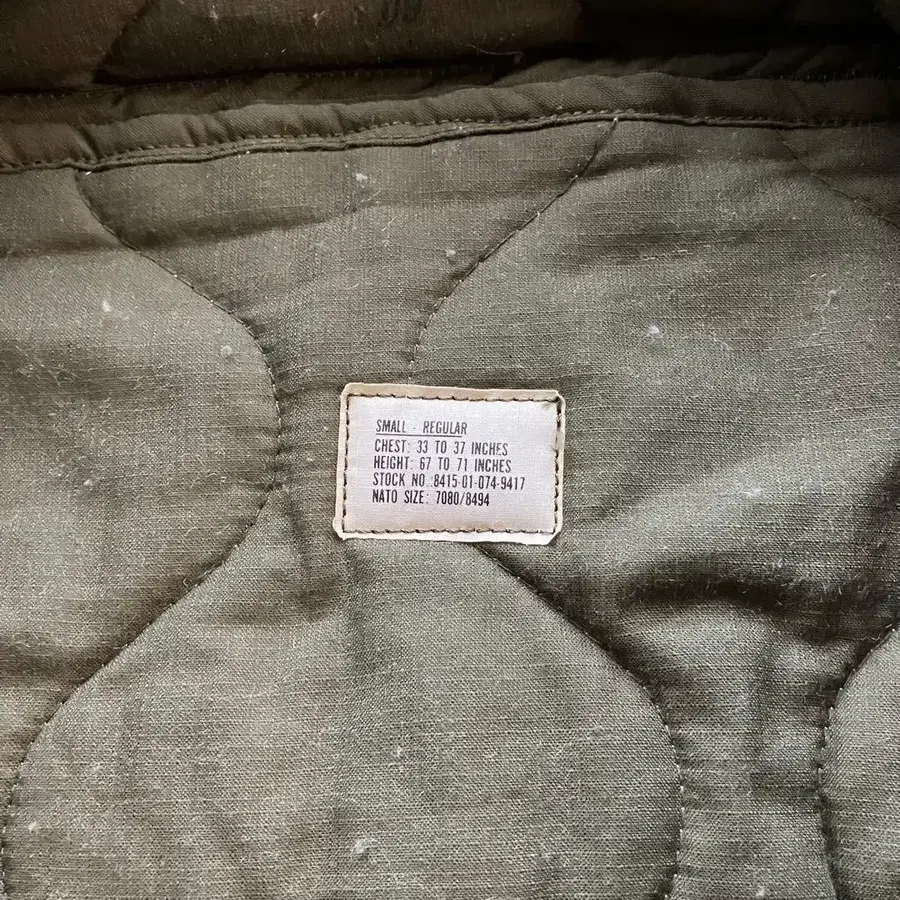 SMALL - REGULAR
CHEST: 33 TO 37 INCHES
HEIGHT: 67 TO 71 INCHES
STOCK NO.:8415-01-074-9417
NATO SIZE: 7080/8494